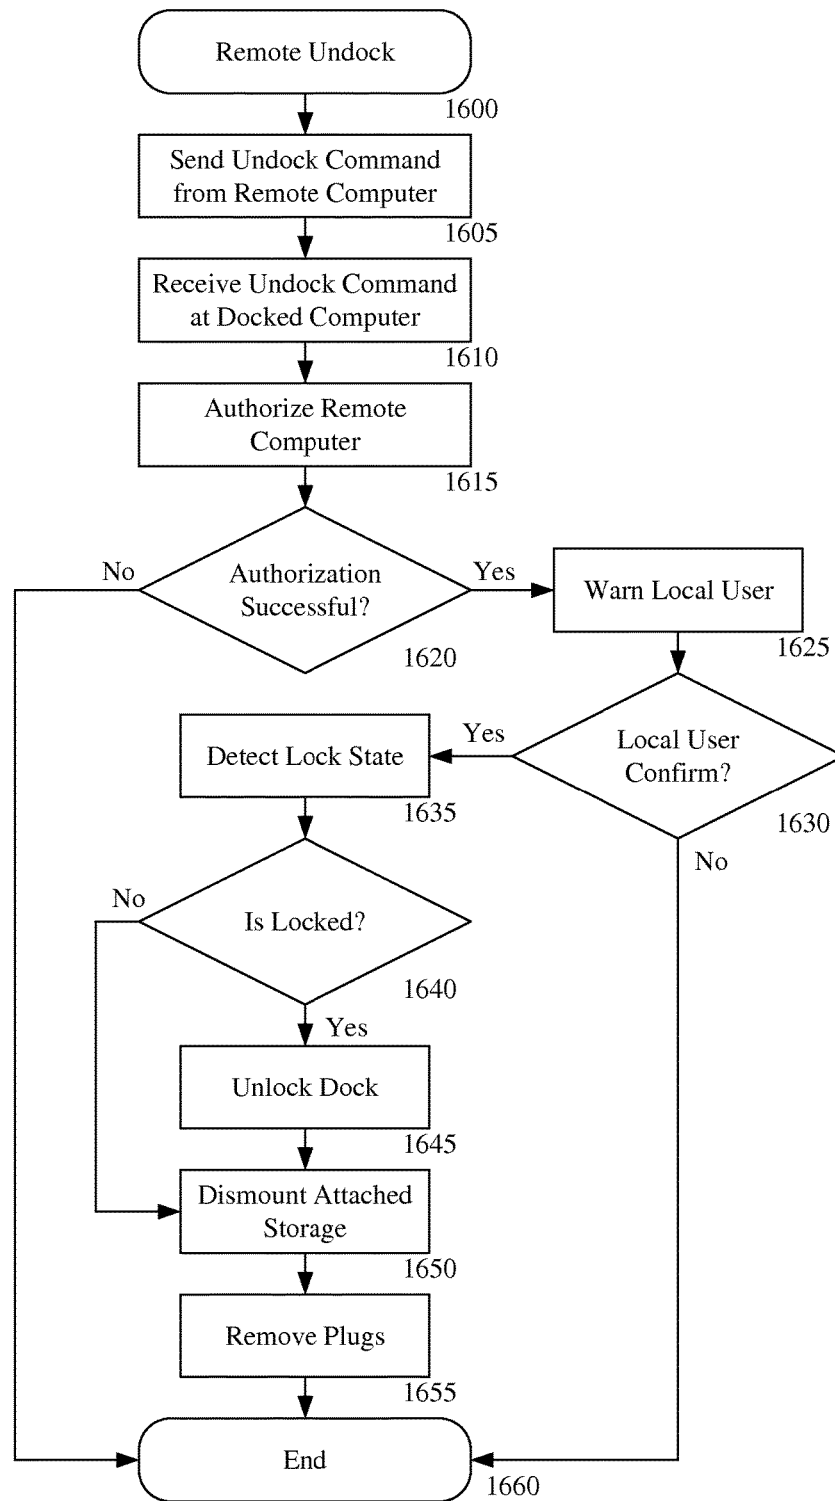 Remote Undock
1600
Send Undock Command
from Remote Computer
1605
Receive Undock Command
at Docked Computer
1610
Authorize Remote
Computer
1615
No
Authorization
Successful?
Yes
1620
Warn Local User
1625
Local User
Confirm?
Yes
1630
No
Detect Lock State
1635
No
Is Locked?
1640
Yes
Unlock Dock
1645
Dismount Attached
Storage
1650
Remove Plugs
1655
End
1660